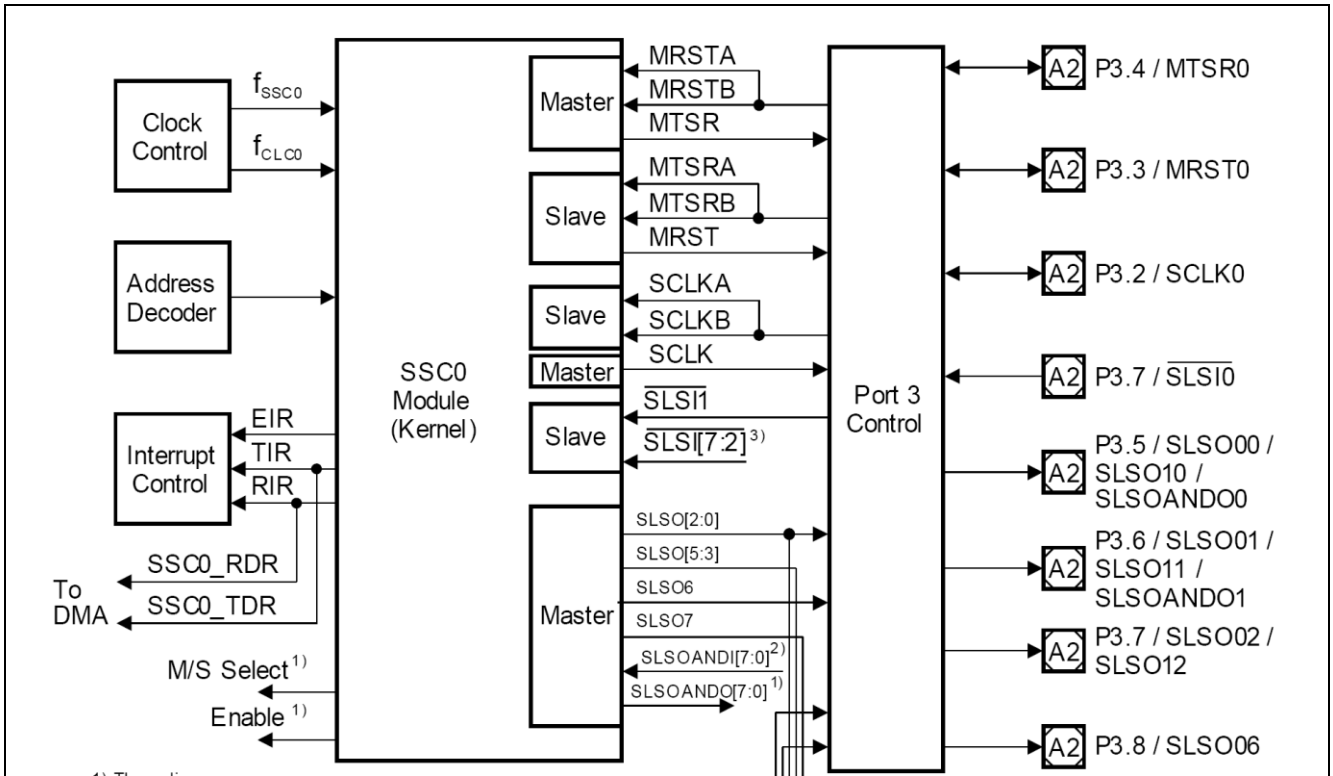 Clock
Control
fSSC0
fCLC0
Address
Decoder
Interrupt
Control
EIR
TIR
RIR
SSC0_RDR
SSC0_TDR
To
DMA
M/S Select 1)
Enable 1)
SSC0
Module
(Kernel)
Master
Slave
Slave
Master
Slave
Master
MRSTA
MRSTB
MTSR
MTSRA
MTSRB
MRST
SCLKA
SCLKB
SCLK
SLSI1
SLSI[7:2] 3)
SLSO[2:0]
SLSO[5:3]
SLSO6
SLSO7
SLSOANDI[7:0] 2)
SLSOANDO[7:0] 1)
Port 3
Control
A2 P3.4 / MTSR0
A2 P3.3 / MRST0
A2 P3.2 / SCLK0
A2 P3.7 / SLSI0
A2 P3.5 / SLSO00 /
SLSO10 /
SLSOANDO0
A2 P3.6 / SLSO01 /
SLSO11 /
SLSOANDO1
A2 P3.7 / SLSO02 /
SLSO12
A2 P3.8 / SLSO06